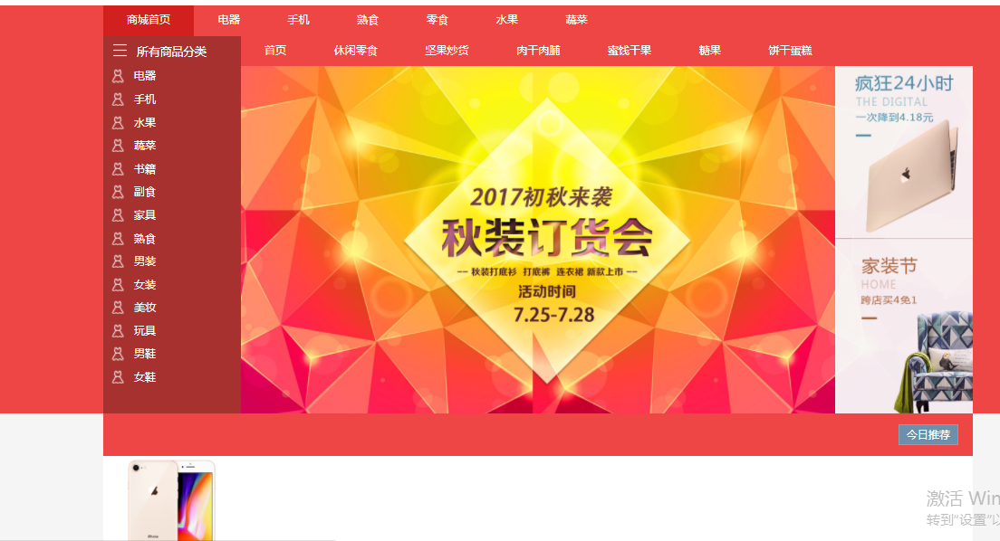 商城首页 电器 手机 熟食 零食 水果 蔬菜
所有商品分类 首页 休闲零食 坚果炒货 肉干肉脯 蜜饯干果 糖果 饼干蛋糕
电器
手机
水果
蔬菜
书籍
副食
家具
熟食
男装
女装
美妆
玩具
男鞋
女鞋
2017初秋来袭
秋装订货会
秋装打底衫 打底裤 连衣裙 新款上市
活动时间
7.25-7.28
疯狂24小时
THE DIGITAL
一次降到4.18元
家装节
HOME
跨店买4免1
今日推荐
iPhone
激活 Win
转到"设置"以